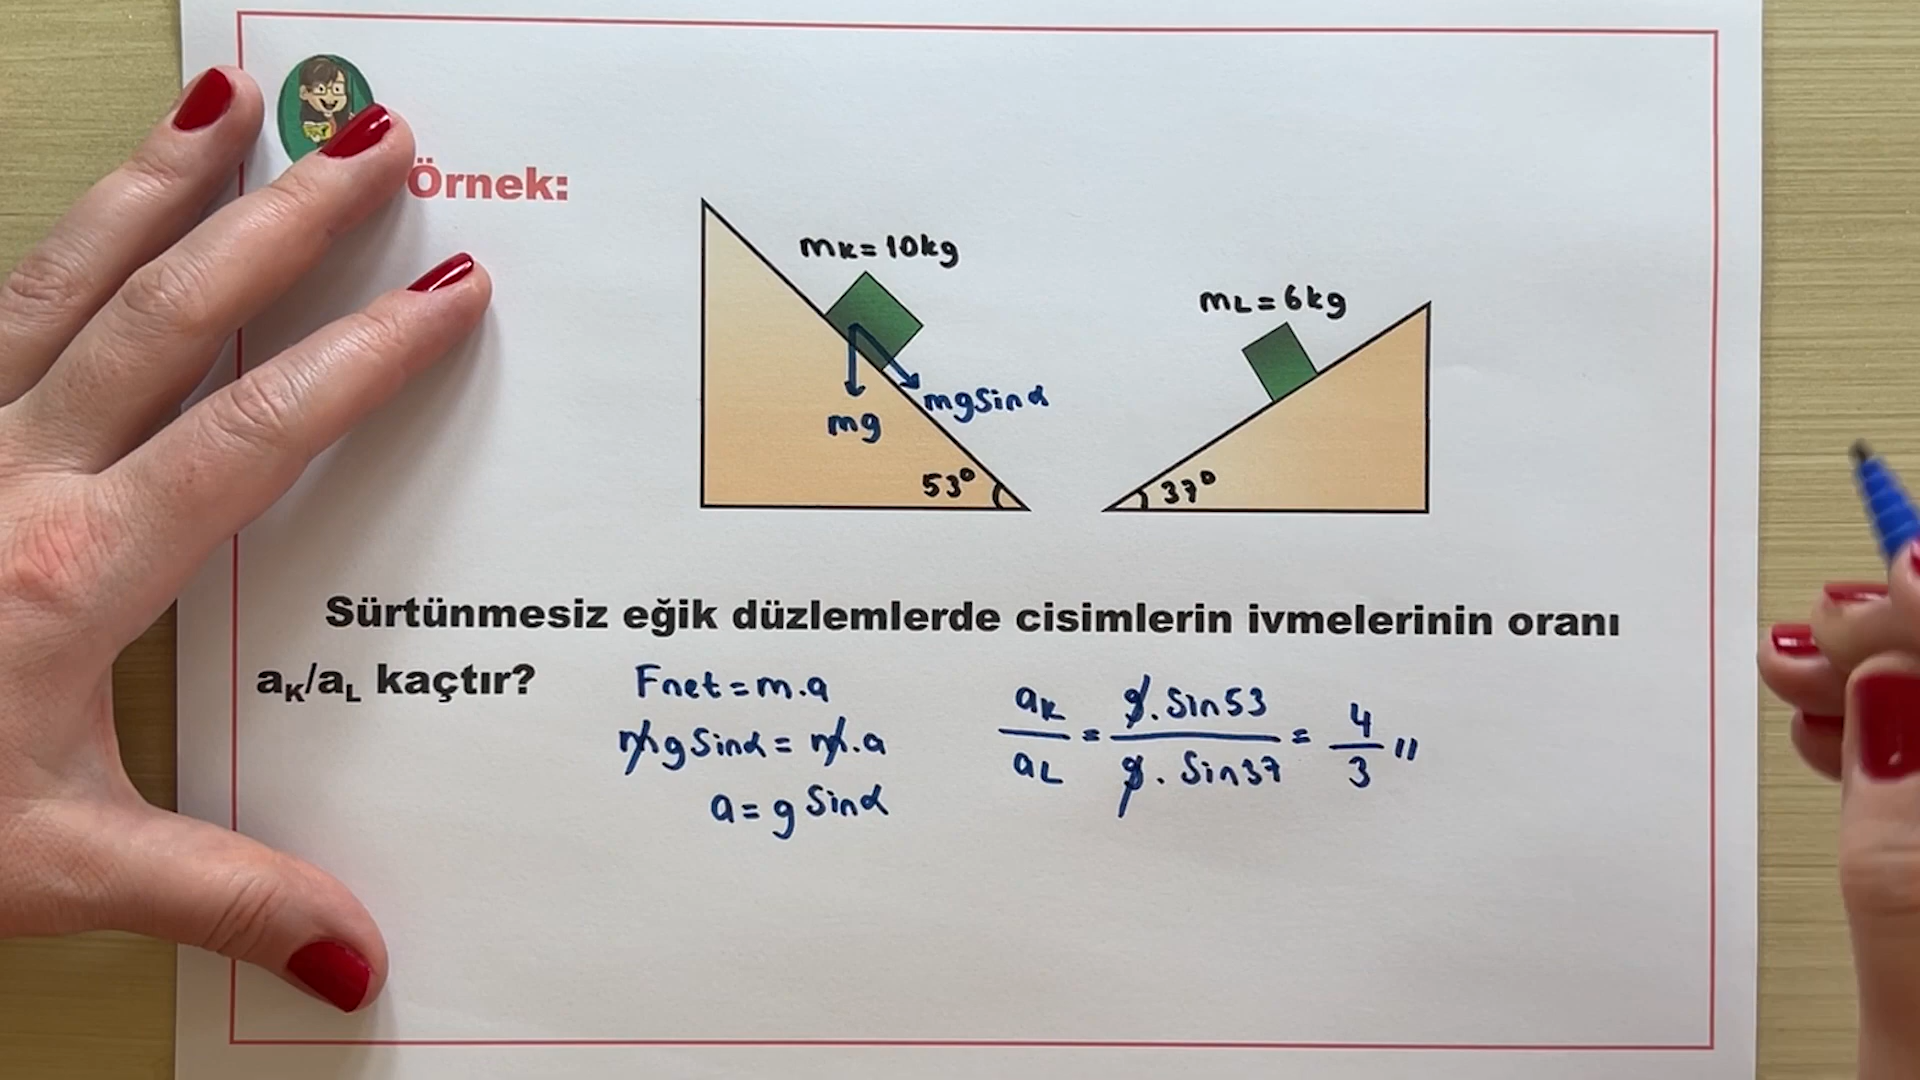 Örnek:
mK=10kg
mL=6kg
mg
mgSinα
53°
37°
Sürtünmesiz eğik düzlemlerde cisimlerin ivmelerinin oranı
aK/aL kaçtır?
Fnet=m.a
mgSinα=m.a
a=gSinα
aK/aL = g.Sin53/g.Sin37 = 4/3 "